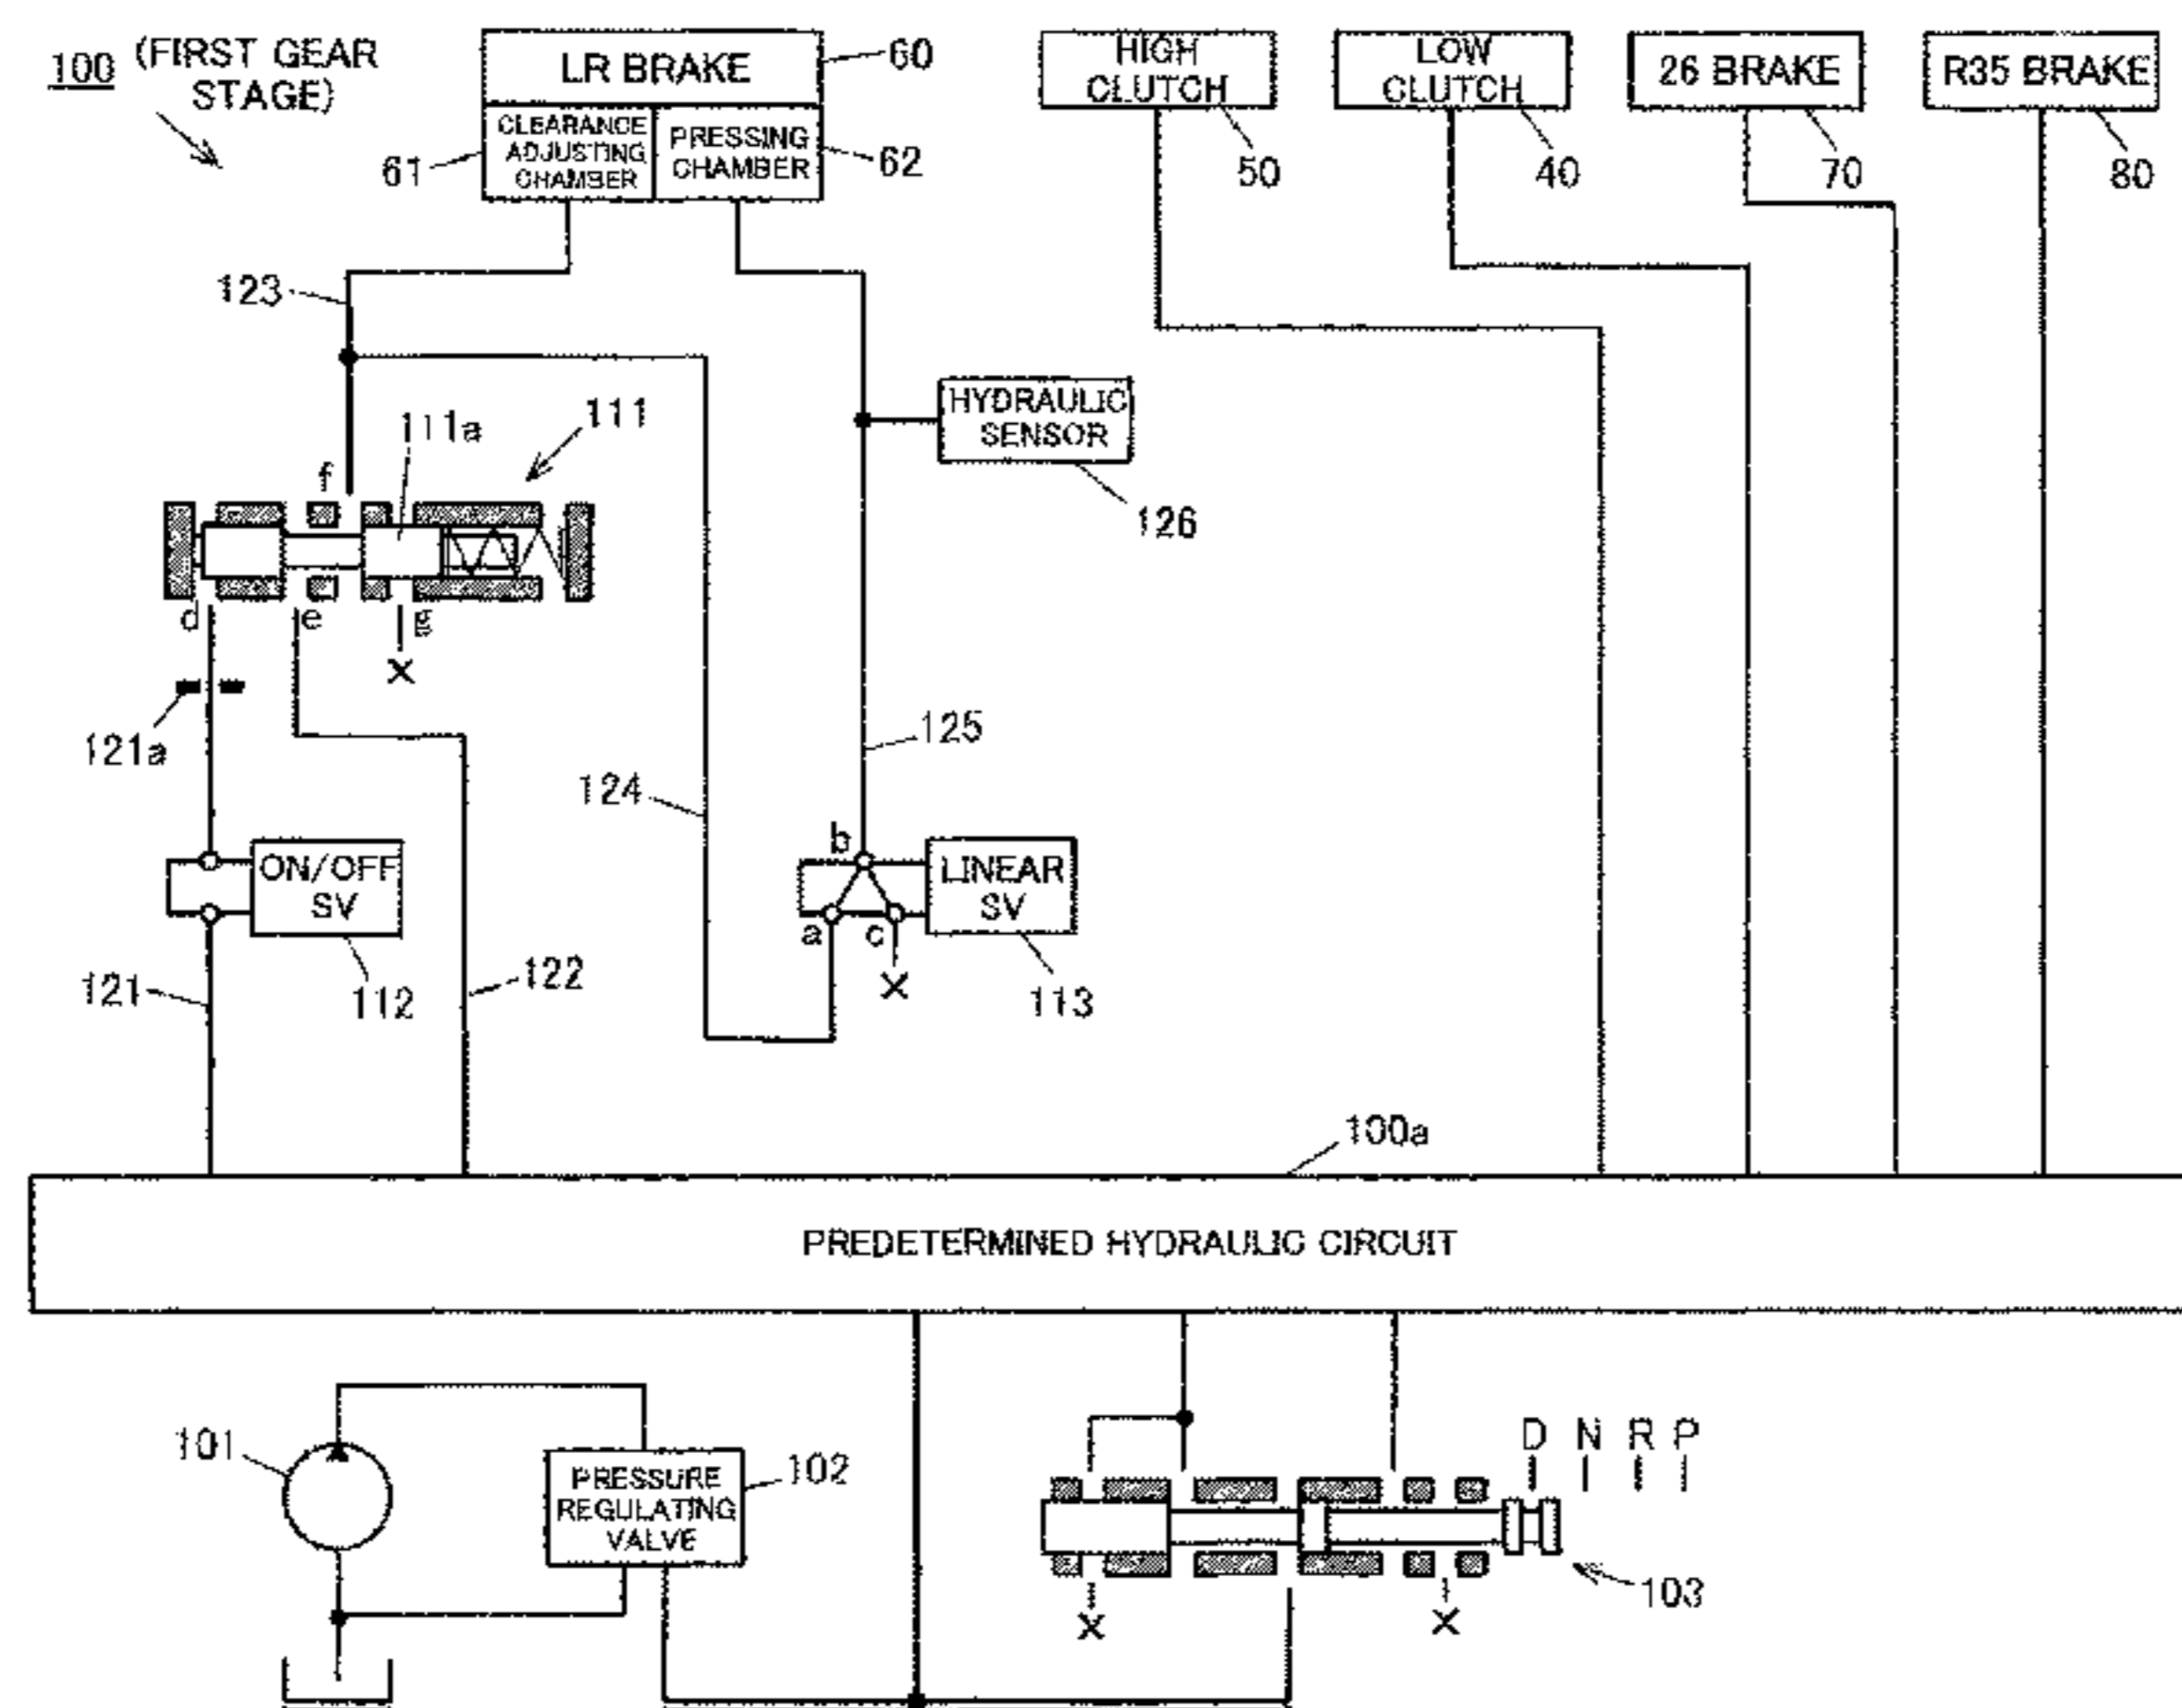 100 (FIRST GEAR
STAGE)
LR BRAKE
60
CLEARANCE
ADJUSTING
CHAMBER
61
PRESSING
CHAMBER
62
HIGH
CLUTCH
50
LOW
CLUTCH
40
26 BRAKE
70
R35 BRAKE
80
123
HYDRAULIC
SENSOR
126
111a
111
f
d
e
g
X
121a
125
124
122
121
ON/OFF
SV
112
b
a
c
X
LINEAR
SV
113
100a
PREDETERMINED HYDRAULIC CIRCUIT
101
PRESSURE
REGULATING
VALVE
102
D N R P
X
X
103